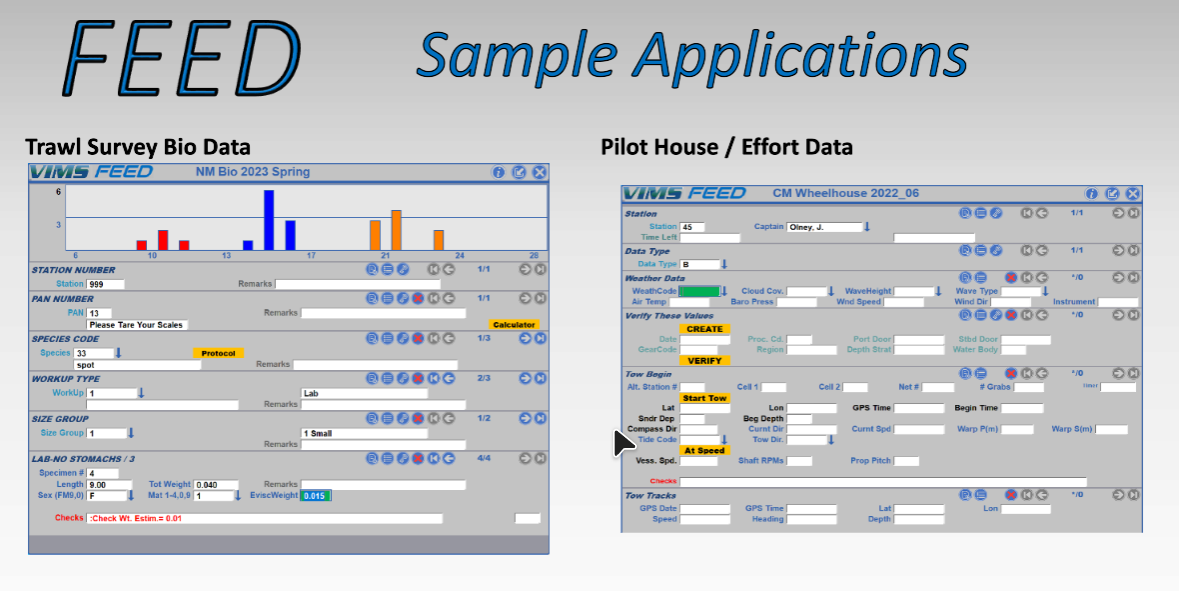 FEED Sample Applications
Trawl Survey Bio Data
VIMS FEED NM Bio 2023 Spring
6
3
6 10 13 17 21 24 28
STATION NUMBER 1/1
Station 999 Remarks
PAN NUMBER 1/1
PAN 13 Remarks
Please Tare Your Scales Calculator
SPECIES CODE 1/3
Species 33 Protocol
spot Remarks
WORKUP TYPE 2/3
WorkUp 1 Lab
Remarks
SIZE GROUP 1/2
Size Group 1 1 Small
Remarks
LAB-NO STOMACHS / 3 4/4
Specimen # 4
Length 9.00 Tot Weight 0.040 Remarks
Sex (FM9,0) F Mat 1-4,0,9 1 EviscWeight 0.015
Checks :Check Wt. Estim.= 0.01
Pilot House / Effort Data
VIMS FEED CM Wheelhouse 2022_06
Station 1/1
Station 45 Captain Olney, J.
Time Left
Data Type 1/1
Data Type B
Weather Data */0
WeathCode Cloud Cov. WaveHeight Wave Type
Air Temp Baro Press Wnd Speed Wind Dir Instrument
Verify These Values */0
CREATE
Date Proc. Cd. Port Door Stbd Door
GearCode Region Depth Strat Water Body
VERIFY
Tow Begin */0
Alt. Station # Cell 1 Cell 2 Net # # Grabs
Start Tow
Lat Lon GPS Time Begin Time
Sndr Dep Beg Depth
Compass Dir Curnt Dir Curnt Spd Warp P(m) Warp S(m)
Tide Code Tow Dir.
At Speed
Vess. Spd. Shaft RPMs Prop Pitch
Checks
Tow Tracks */0
GPS Date GPS Time Lat Lon
Speed Heading Depth